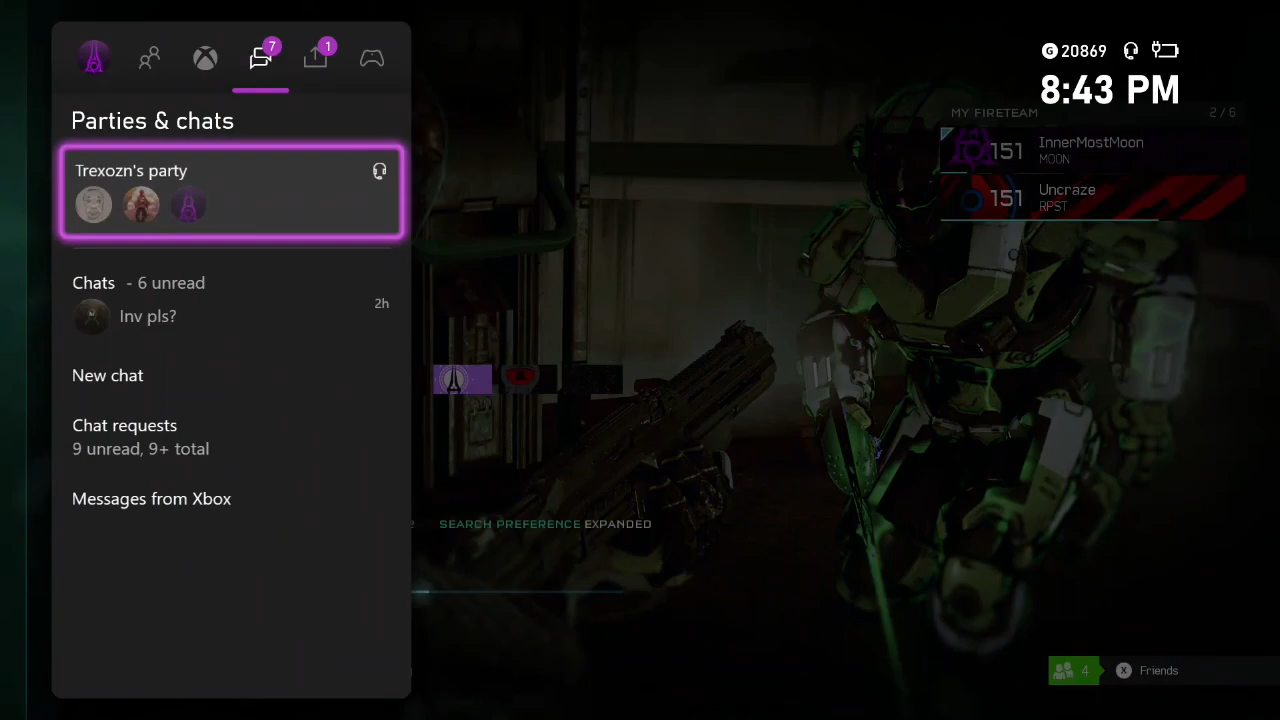 7
1
Parties & chats
Trexozn's party
Chats - 6 unread
Inv pls?
2h
New chat
Chat requests
9 unread, 9+ total
Messages from Xbox
G 20869
8:43 PM
MY FIRETEAM 2/6
151 InnerMostMoon
MOON
151 Uncraze
RPST
SEARCH PREFERENCE EXPANDED
4 X Friends